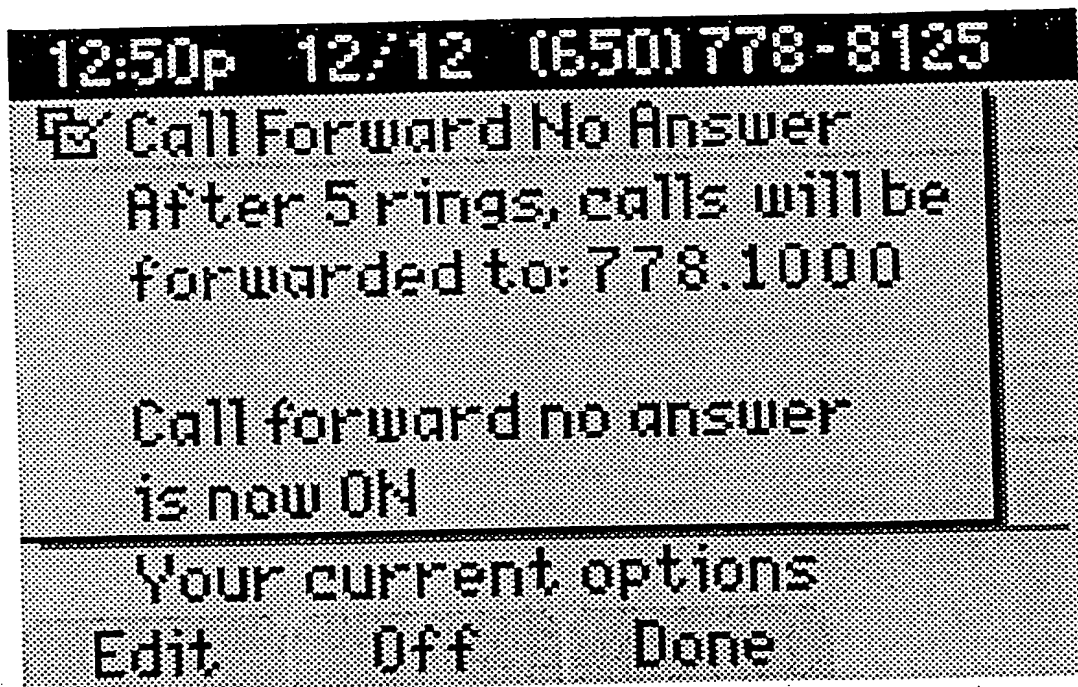 12:50p 12/12 (650) 778-8125
Call Forward No Answer
After 5 rings, calls will be
forwarded to: 778.1000
Call forward no answer
is now ON
Your current options
Edit Off Done